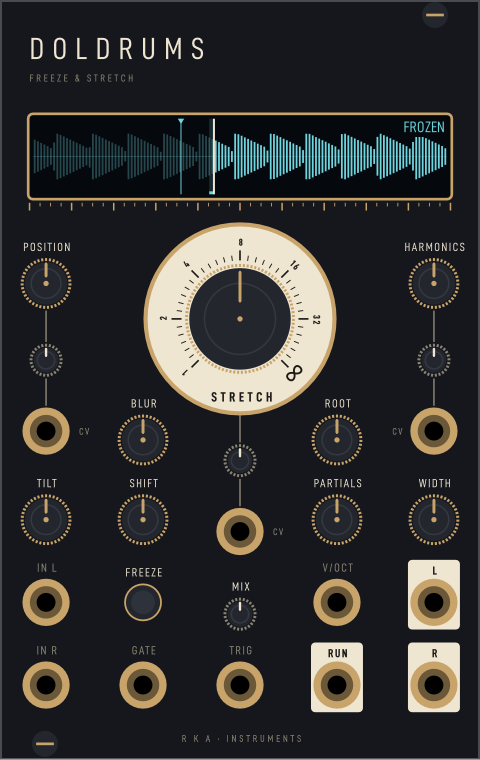 DOLDRUMS
FREEZE & STRETCH
FROZEN
POSITION
HARMONICS
1 2 4 8 16 32 ∞
STRETCH
BLUR
ROOT
CV
CV
TILT
SHIFT
PARTIALS
WIDTH
CV
IN L
FREEZE
MIX
V/OCT
L
IN R
GATE
TRIG
RUN
R
RKA·INSTRUMENTS